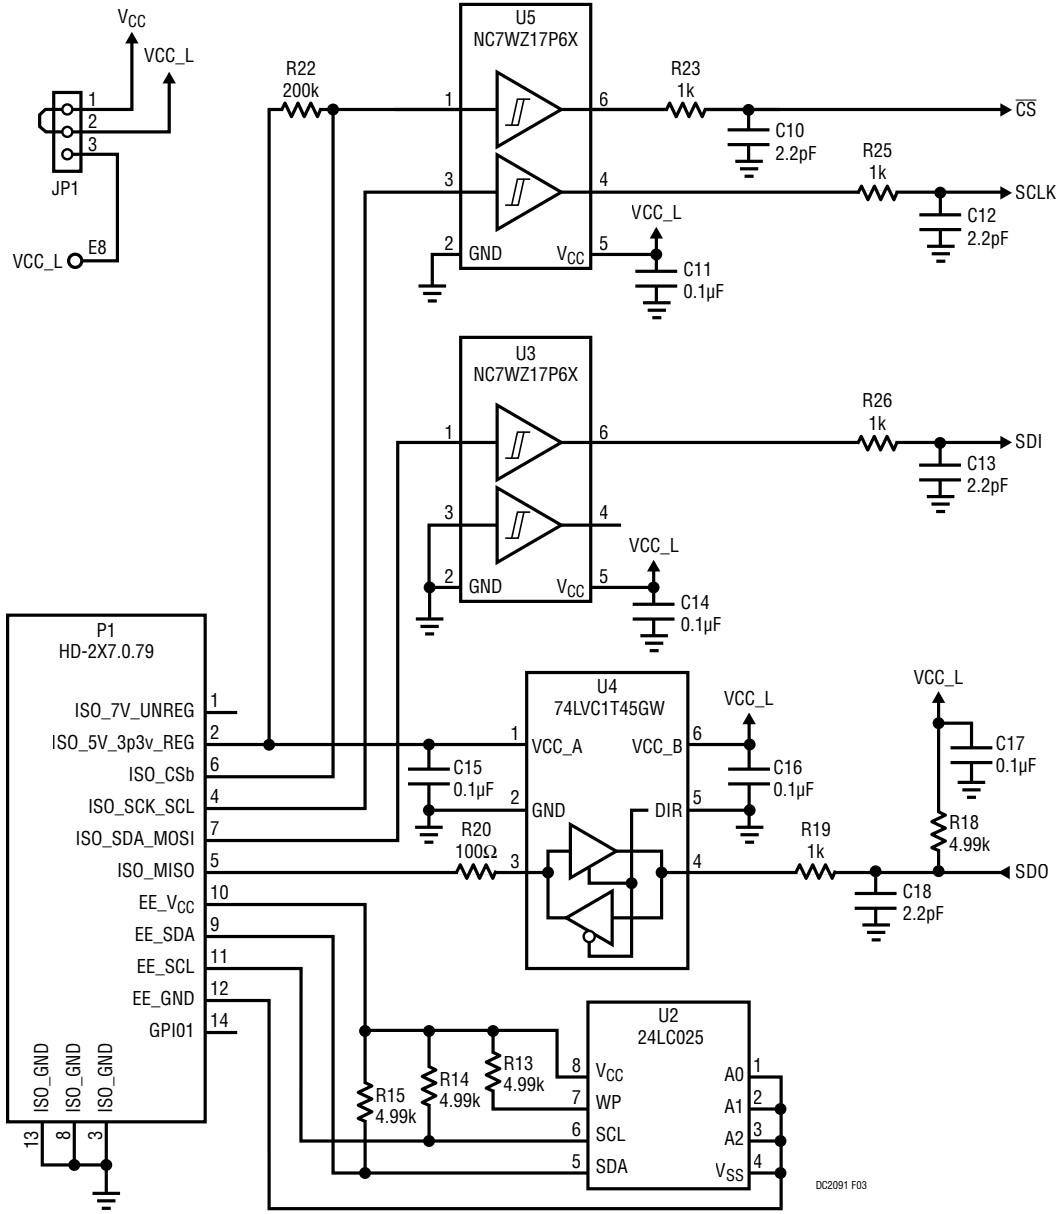 VCC
VCC_L
1
2
3
JP1
E8
VCC_L
R22
200k
U5
NC7WZ17P6X
1
6
3
4
2
GND
VCC
5
R23
1k
C10
2.2pF
CS
R25
1k
SCLK
C12
2.2pF
VCC_L
C11
0.1µF
U3
NC7WZ17P6X
1
6
3
4
2
GND
VCC
5
R26
1k
SDI
C13
2.2pF
VCC_L
C14
0.1µF
P1
HD-2X7.0.79
ISO_7V_UNREG
1
ISO_5V_3p3v_REG
2
ISO_CSb
6
ISO_SCK_SCL
4
ISO_SDA_MOSI
7
ISO_MISO
5
EE_VCC
10
EE_SDA
9
EE_SCL
11
EE_GND
12
GPI01
14
ISO_GND
ISO_GND
ISO_GND
13
8
3
U4
74LVC1T45GW
1
VCC_A
VCC_B
6
2
GND
DIR
5
3
4
C15
0.1µF
R20
100Ω
VCC_L
C16
0.1µF
R19
1k
VCC_L
C17
0.1µF
R18
4.99k
C18
2.2pF
SDO
U2
24LC025
8
VCC
A0
1
7
WP
A1
2
6
SCL
A2
3
5
SDA
VSS
4
R15
4.99k
R14
4.99k
R13
4.99k
DC2091 F03